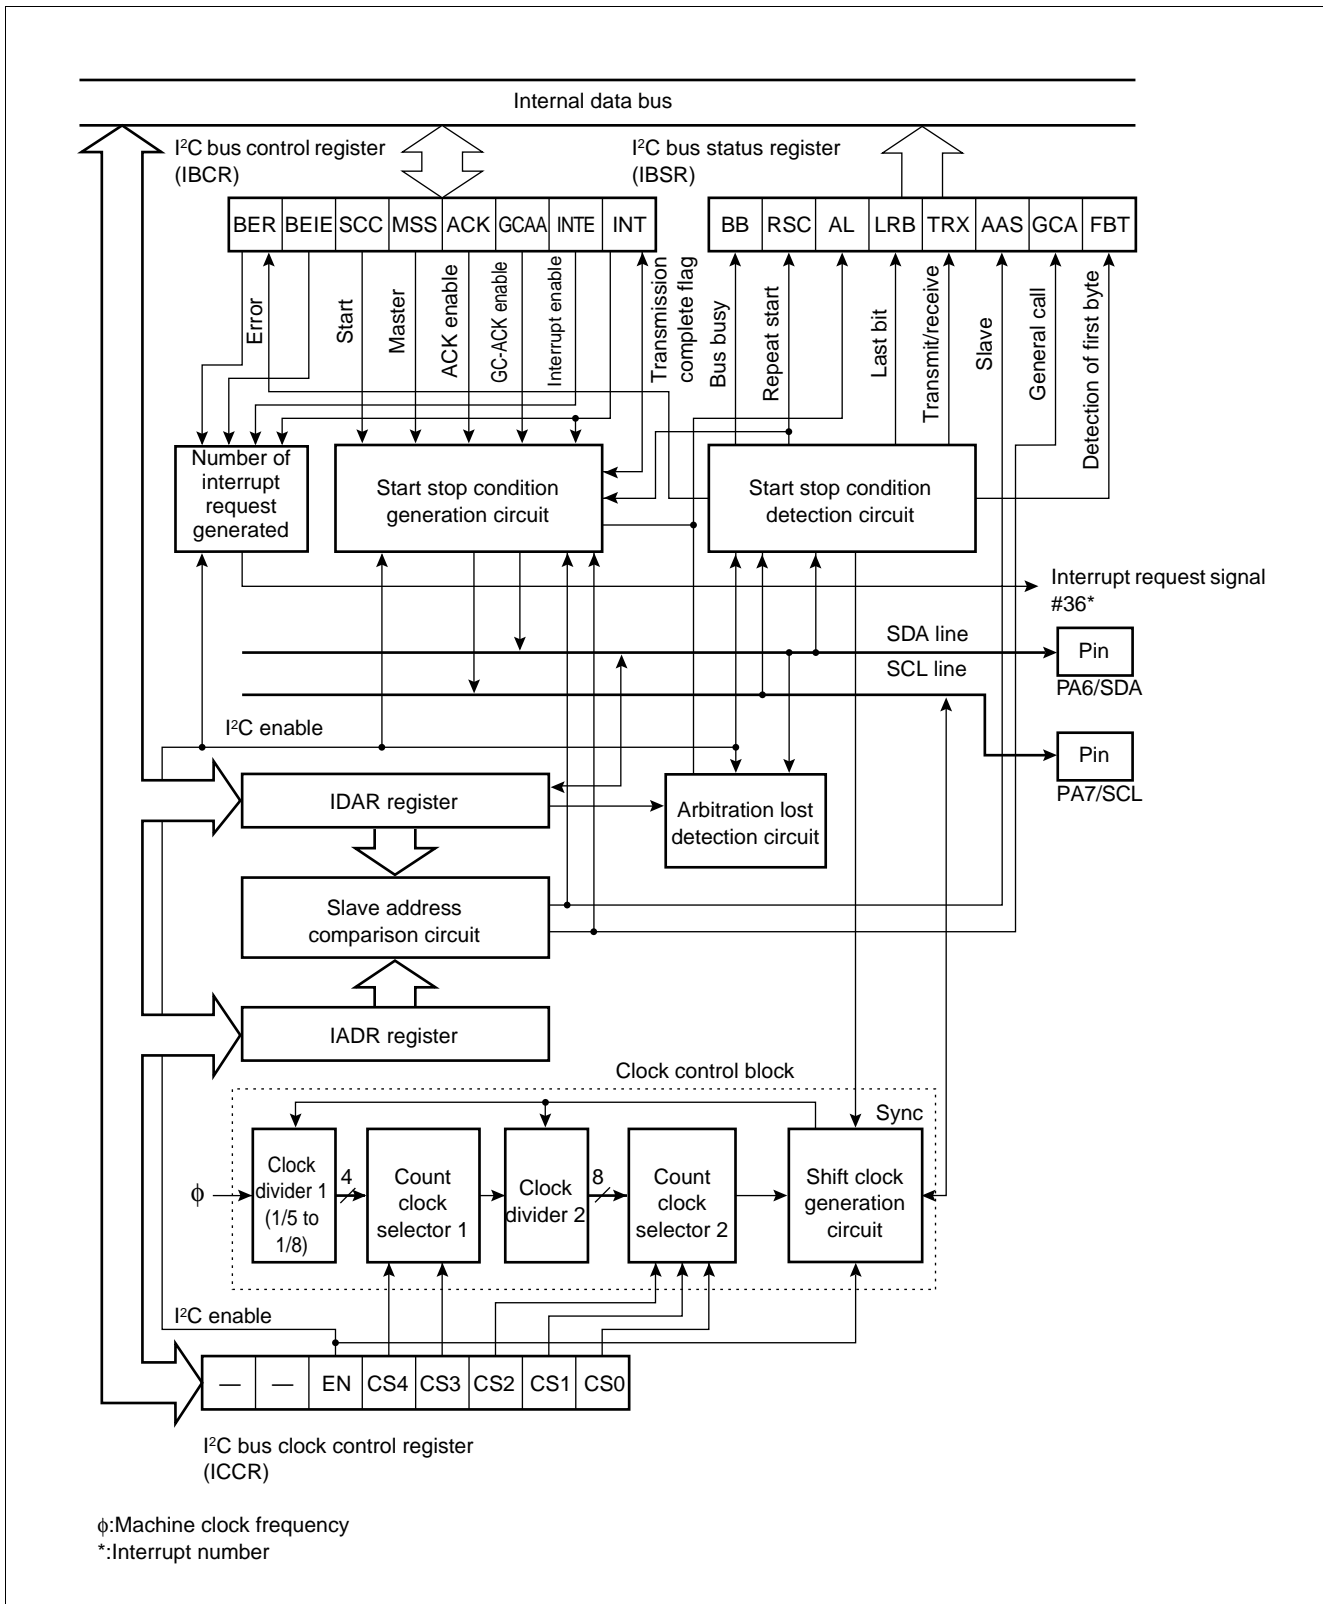 Internal data bus
I²C bus control register
(IBCR)
I²C bus status register
(IBSR)
BER BEIE SCC MSS ACK GCAA INTE INT
BB RSC AL LRB TRX AAS GCA FBT
Error
Start
Master
ACK enable
GC-ACK enable
Interrupt enable
Transmission
complete flag
Bus busy
Repeat start
Last bit
Transmit/receive
Slave
General call
Detection of first byte
Number of
interrupt
request
generated
Start stop condition
generation circuit
Start stop condition
detection circuit
Interrupt request signal
#36*
SDA line
Pin
PA6/SDA
SCL line
I²C enable
Pin
PA7/SCL
IDAR register
Arbitration lost
detection circuit
Slave address
comparison circuit
IADR register
Clock control block
Sync
ϕ
Clock
divider 1
(1/5 to
1/8)
4
Count
clock
selector 1
Clock
divider 2
8
Count
clock
selector 2
Shift clock
generation
circuit
I²C enable
— — EN CS4 CS3 CS2 CS1 CS0
I²C bus clock control register
(ICCR)
ϕ:Machine clock frequency
*:Interrupt number